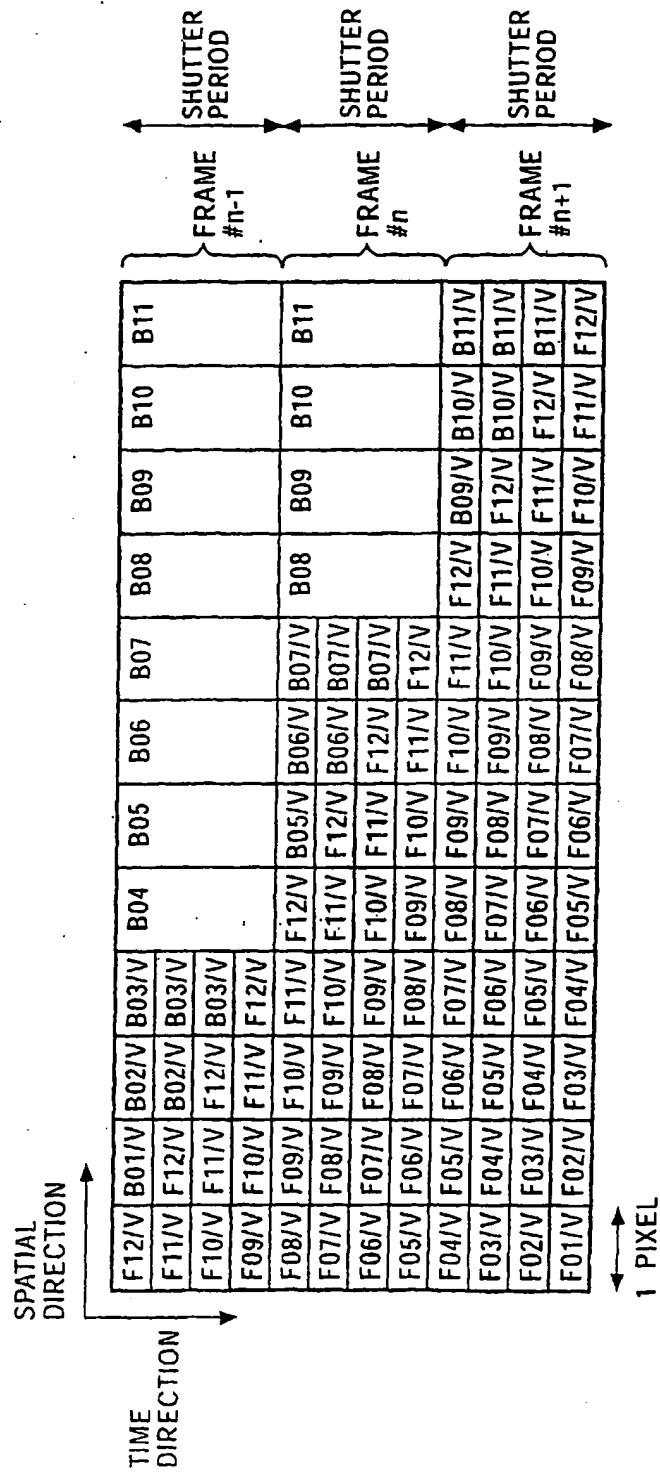 SPATIAL
DIRECTION
TIME
DIRECTION
F12/V B01/V B02/V B03/V B04 B05 B06 B07 B08 B09 B10 B11
F11/V F12/V B02/V B03/V
F10/V F11/V F12/V B03/V
F09/V F10/V F11/V F12/V
FRAME
#n-1
SHUTTER
PERIOD
F08/V F09/V F10/V F11/V F12/V B05/V B06/V B07/V B08 B09 B10 B11
F07/V F08/V F09/V F10/V F11/V F12/V B06/V B07/V
F06/V F07/V F08/V F09/V F10/V F11/V F12/V B07/V
F05/V F06/V F07/V F08/V F09/V F10/V F11/V F12/V
FRAME
#n
SHUTTER
PERIOD
F04/V F05/V F06/V F07/V F08/V F09/V F10/V F11/V F12/V B09/V B10/V B11/V
F03/V F04/V F05/V F06/V F07/V F08/V F09/V F10/V F11/V F12/V B10/V B11/V
F02/V F03/V F04/V F05/V F06/V F07/V F08/V F09/V F10/V F11/V F12/V B11/V
F01/V F02/V F03/V F04/V F05/V F06/V F07/V F08/V F09/V F10/V F11/V F12/V
FRAME
#n+1
SHUTTER
PERIOD
1 PIXEL